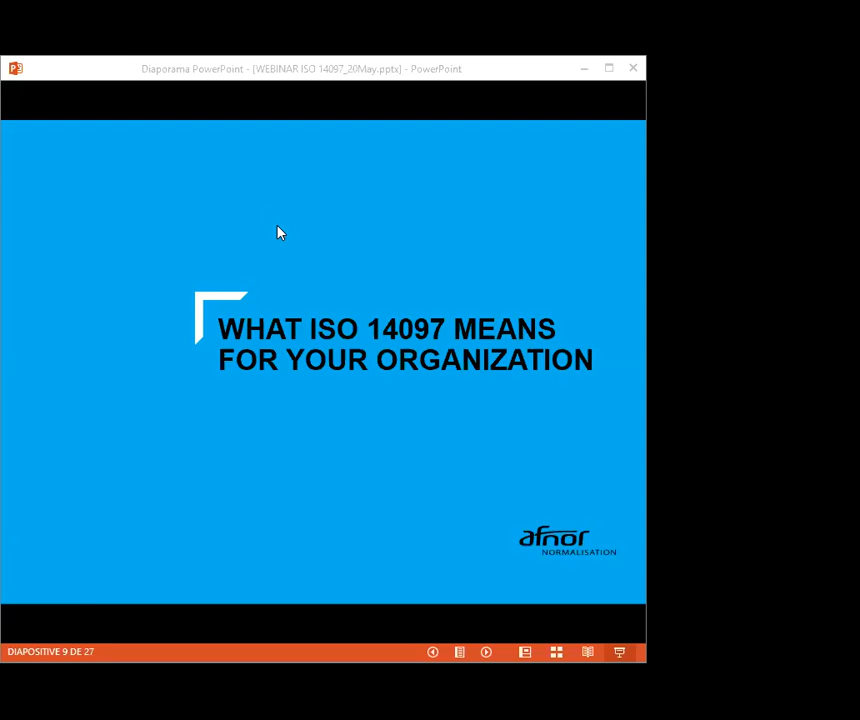 Diaporama PowerPoint - [WEBINAR ISO 14097_20May.pptx] - PowerPoint
WHAT ISO 14097 MEANS
FOR YOUR ORGANIZATION
afnor
NORMALISATION
DIAPOSITIVE 9 DE 27